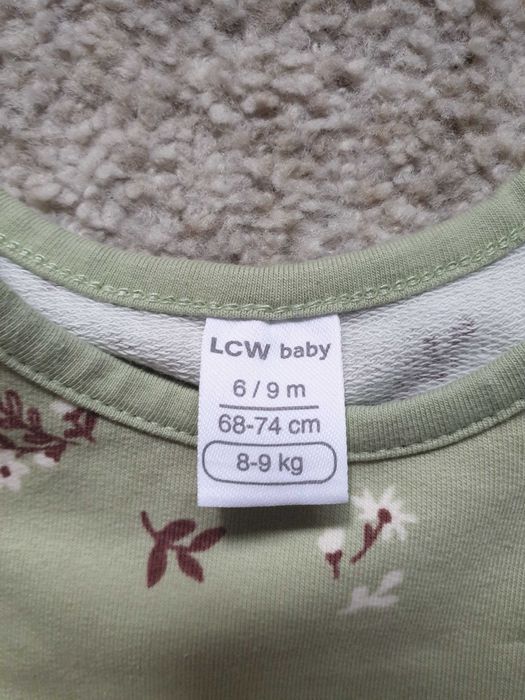 LCW baby
6 / 9 m
68-74 cm
8-9 kg